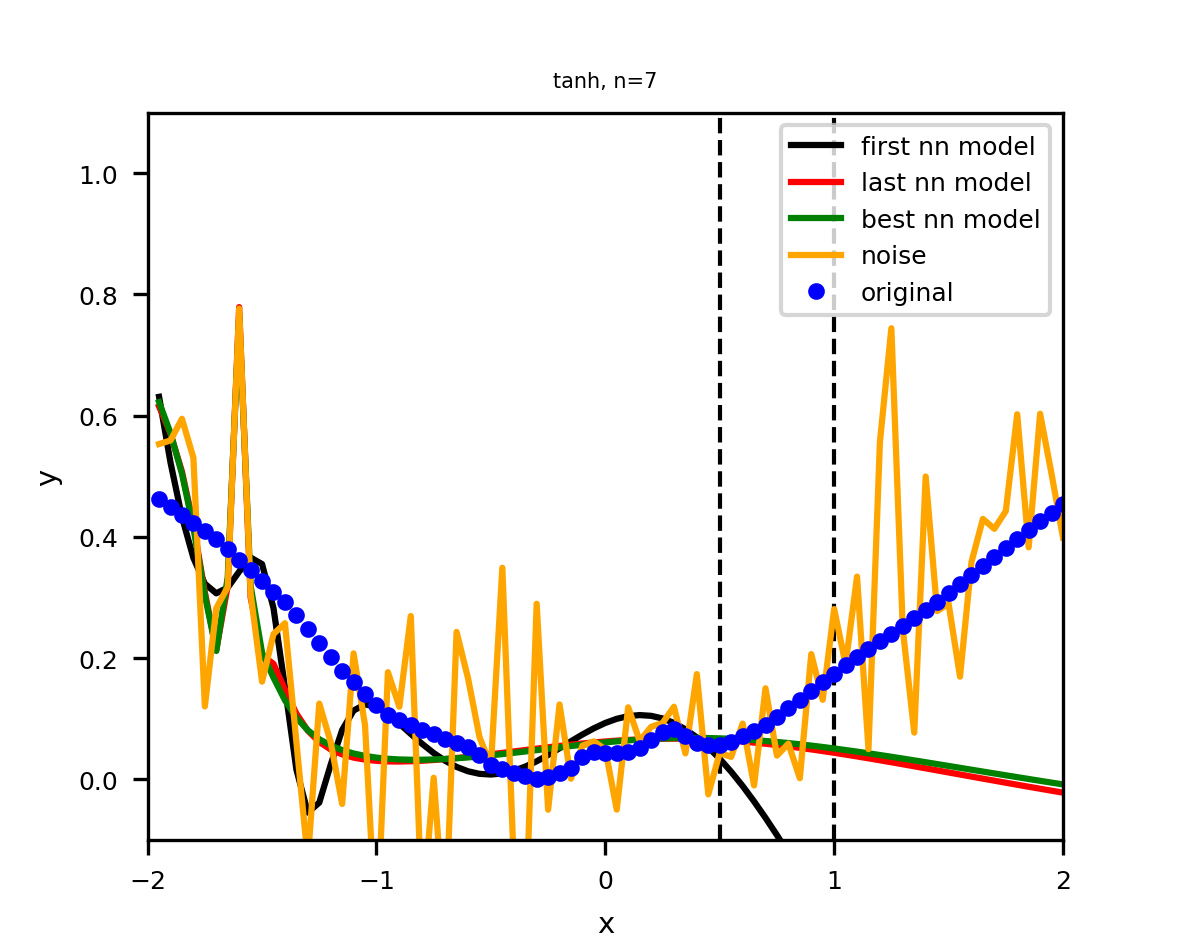 tanh, n=7
first nn model
last nn model
best nn model
noise
original
1.0
0.8
0.6
0.4
0.2
0.0
y
−2
−1
0
1
2
x